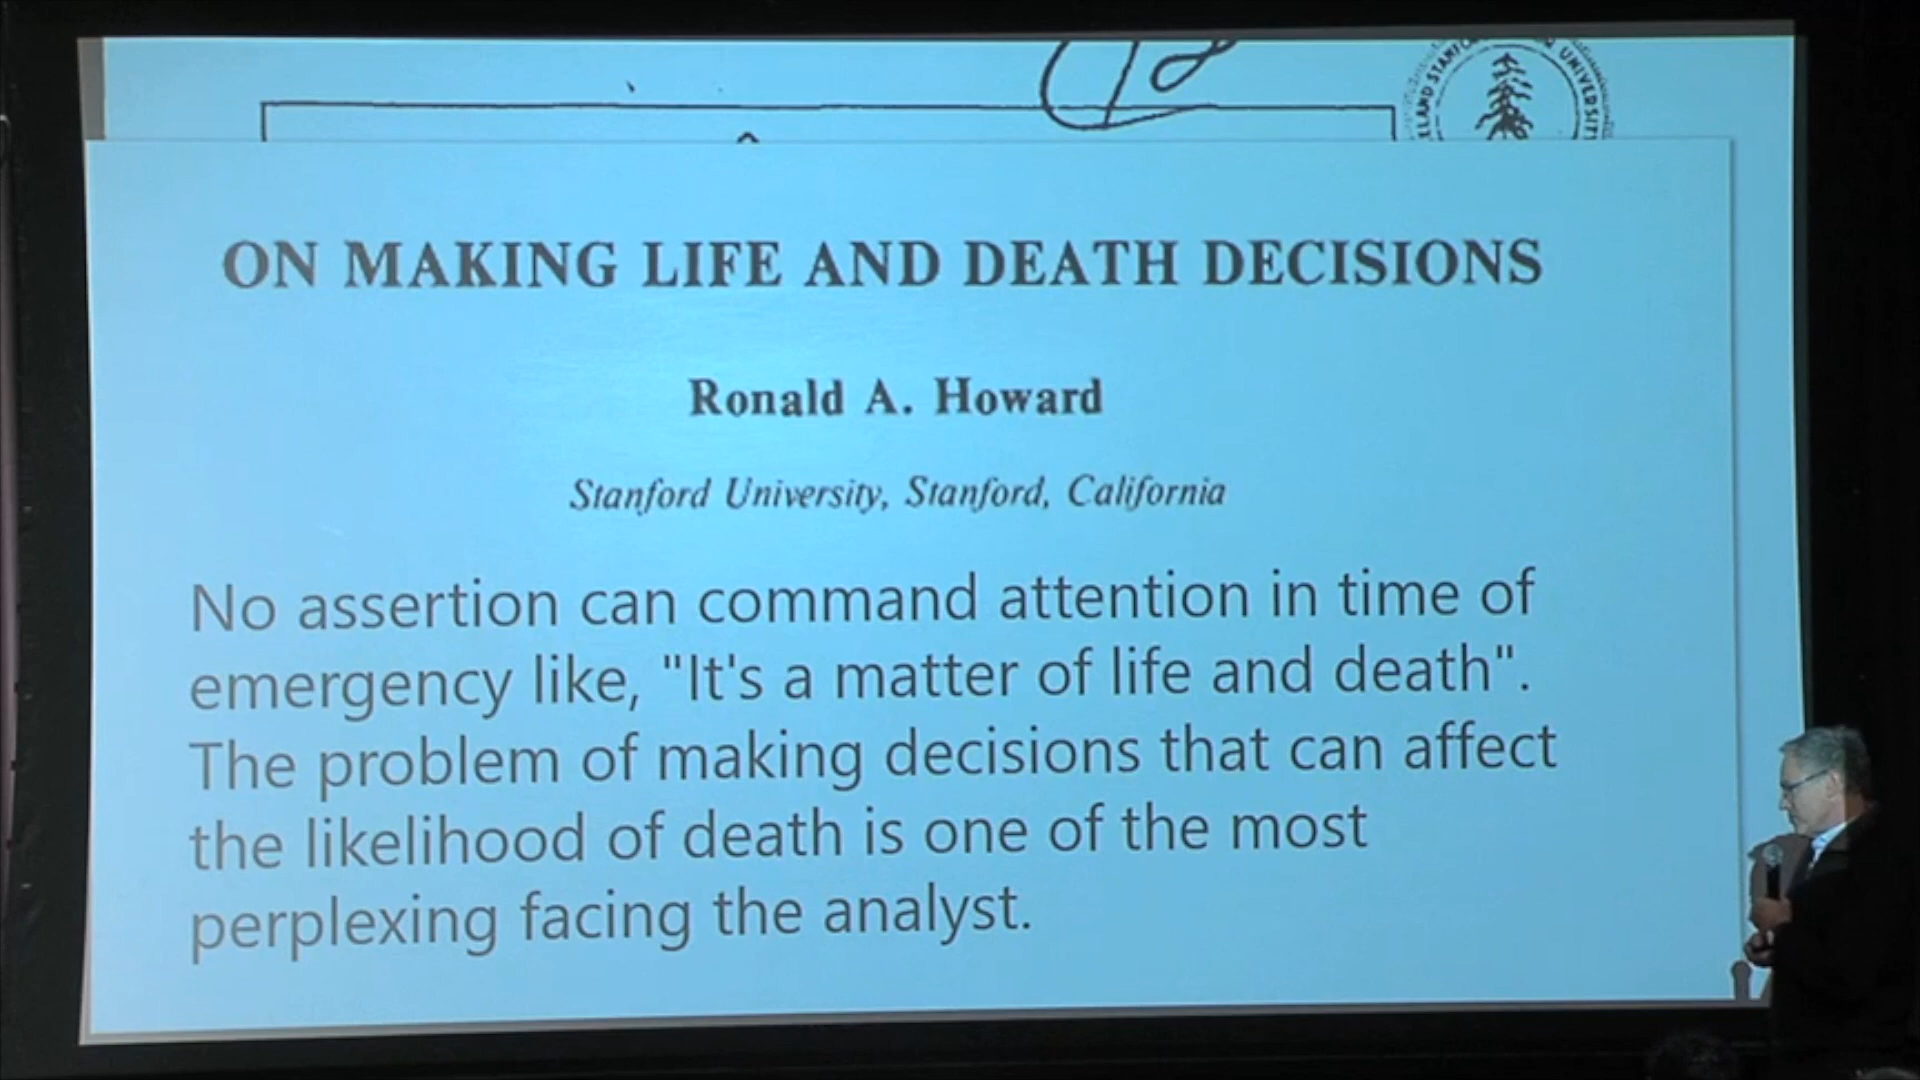 UNIVERSIT
ON MAKING LIFE AND DEATH DECISIONS
Ronald A. Howard
Stanford University, Stanford, California
No assertion can command attention in time of
emergency like, "It's a matter of life and death".
The problem of making decisions that can affect
the likelihood of death is one of the most
perplexing facing the analyst.